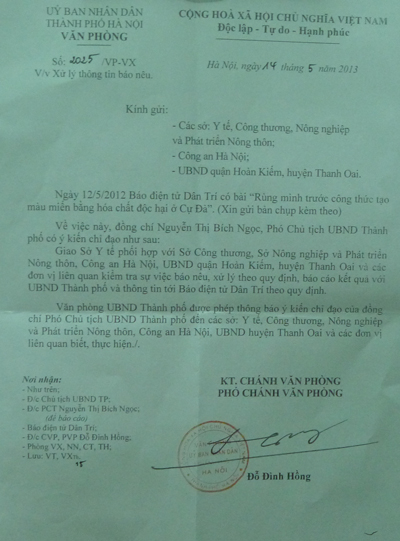 UỶ BAN NHÂN DÂN
THÀNH PHỐ HÀ NỘI
VĂN PHÒNG
CỘNG HOÀ XÃ HỘI CHỦ NGHĨA VIỆT NAM
Độc lập - Tự do - Hạnh phúc
Số: 2025 /VP-VX
V/v Xử lý thông tin báo nêu.
Hà Nội, ngày 14 tháng 5 năm 2013
Kính gửi:
- Các sở: Y tế, Công thương, Nông nghiệp
và Phát triển Nông thôn;
- Công an Hà Nội;
- UBND quận Hoàn Kiếm, huyện Thanh Oai.
Ngày 12/5/2012 Báo điện tử Dân Trí có bài “Rùng mình trước công thức tạo
màu miến bằng hóa chất độc hại ở Cự Đà”. (Xin gửi bản chụp kèm theo)
Về việc này, đồng chí Nguyễn Thị Bích Ngọc, Phó Chủ tịch UBND Thành
phố có ý kiến chỉ đạo như sau:
Giao Sở Y tế phối hợp với Sở Công thương, Sở Nông nghiệp và Phát triển
Nông thôn, Công an Hà Nội, UBND quận Hoàn Kiếm, huyện Thanh Oai và các
đơn vị liên quan kiểm tra sự việc báo nêu, xử lý theo quy định, báo cáo kết quả với
UBND Thành phố và thông tin tới Báo điện tử Dân Trí theo quy định.
Văn phòng UBND Thành phố được phép thông báo ý kiến chỉ đạo của đồng
chí Phó Chủ tịch UBND Thành phố đến các sở: Y tế, Công thương, Nông nghiệp
và Phát triển Nông thôn, Công an Hà Nội, UBND huyện Thanh Oai và các đơn vị
liên quan biết, thực hiện./.
Nơi nhận:
- Như trên;
- Đ/c Chủ tịch UBND TP;
- Đ/c PCT Nguyễn Thị Bích Ngọc;
(để báo cáo)
- Báo điện tử Dân Trí;
- Đ/c CVP, PVP Đỗ Đình Hồng;
- Phòng VX, NN, CT, TH;
- Lưu: VT, VXts.
KT. CHÁNH VĂN PHÒNG
PHÓ CHÁNH VĂN PHÒNG
HÀ NỘI
Đỗ Đình Hồng